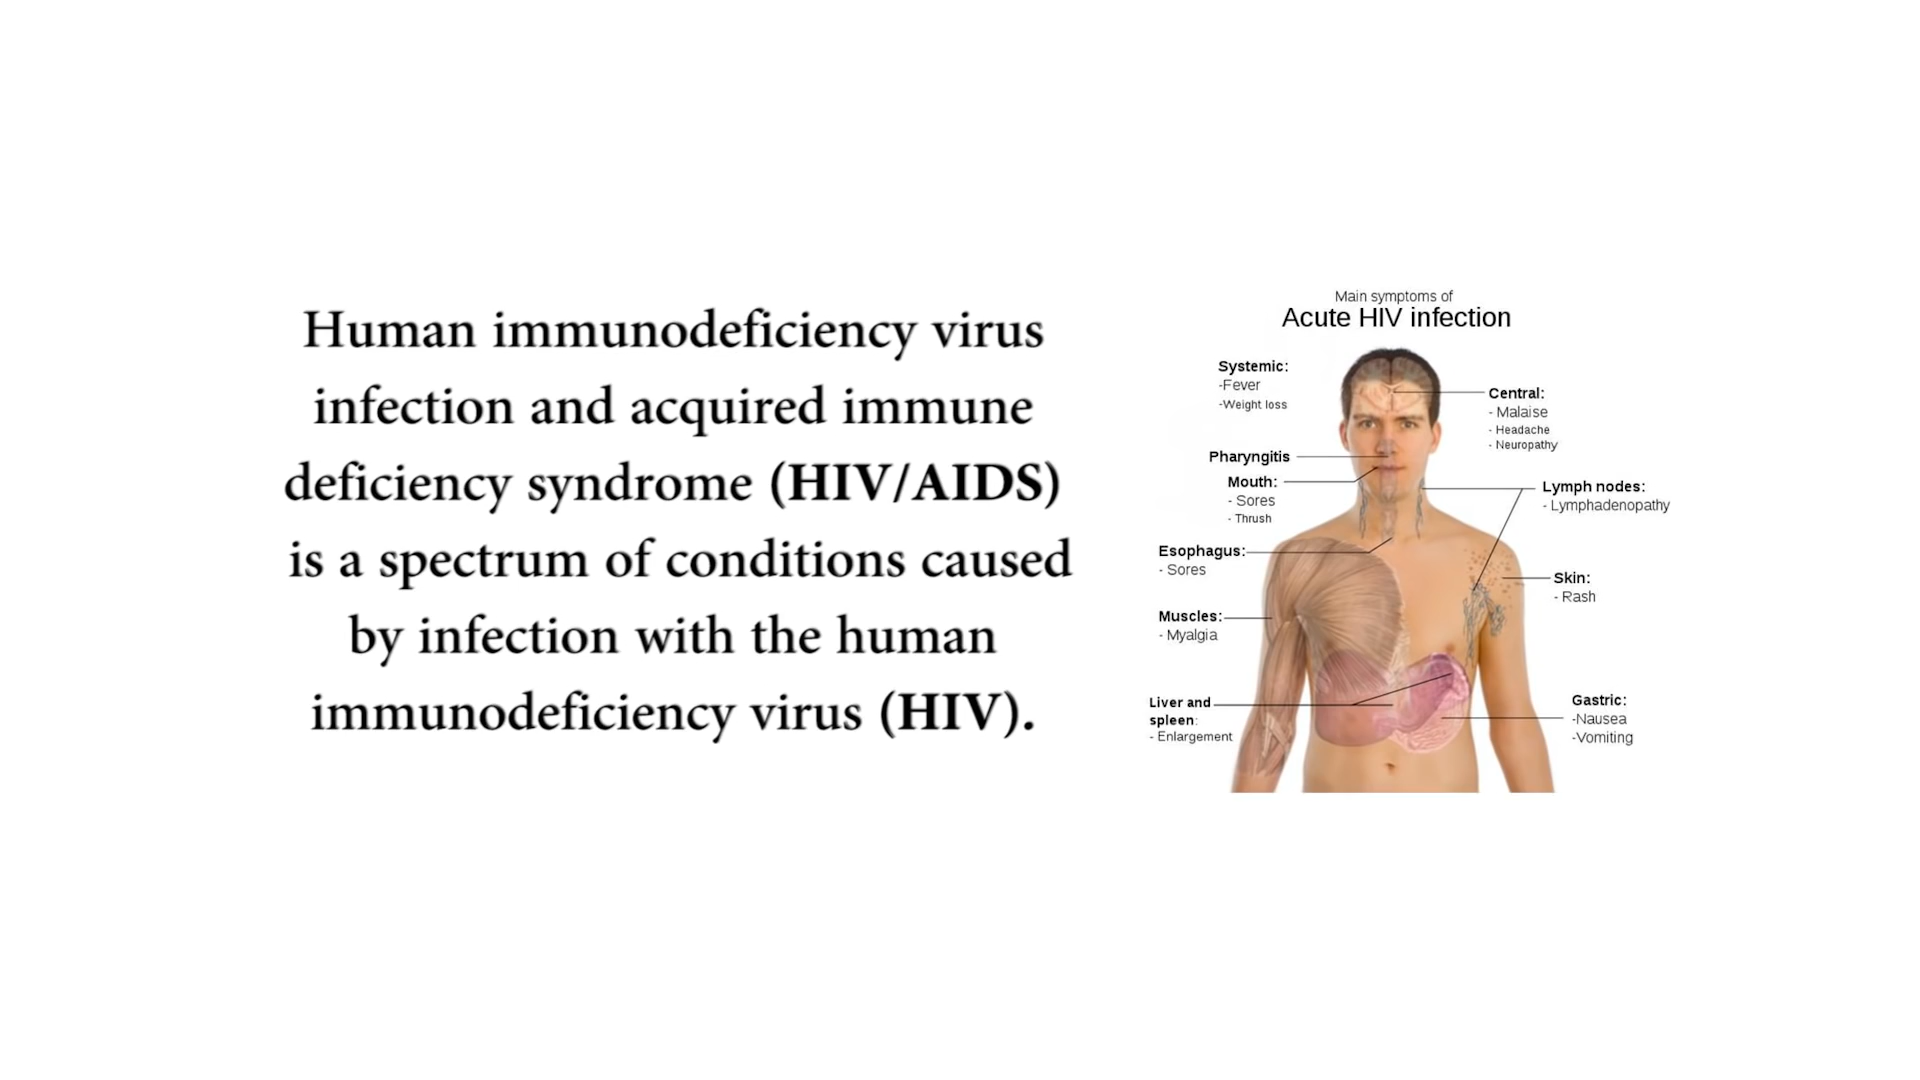 Human immunodeficiency virus
infection and acquired immune
deficiency syndrome (HIV/AIDS)
is a spectrum of conditions caused
by infection with the human
immunodeficiency virus (HIV).
Main symptoms of
Acute HIV infection
Systemic:
-Fever
-Weight loss
Central:
- Malaise
- Headache
- Neuropathy
Pharyngitis
Mouth:
- Sores
- Thrush
Lymph nodes:
- Lymphadenopathy
Esophagus:
- Sores
Skin:
- Rash
Muscles:
- Myalgia
Liver and
spleen:
- Enlargement
Gastric:
-Nausea
-Vomiting